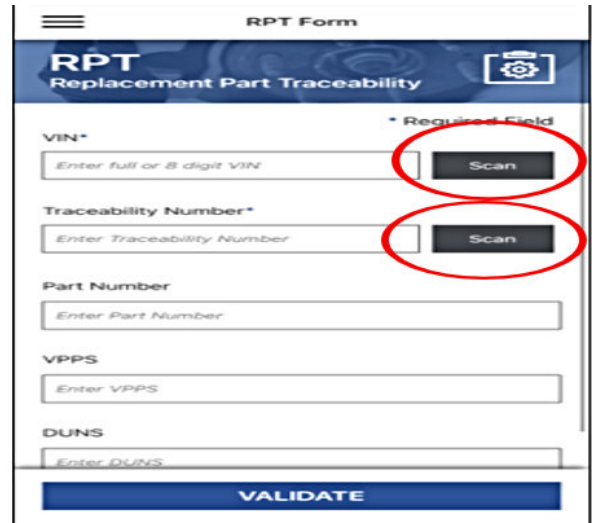 RPT Form
RPT
Replacement Part Traceability
* Required Field
VIN*
Enter full or 8 digit VIN
Scan
Traceability Number*
Enter Traceability Number
Scan
Part Number
Enter Part Number
VPPS
Enter VPPS
DUNS
Enter DUNS
VALIDATE